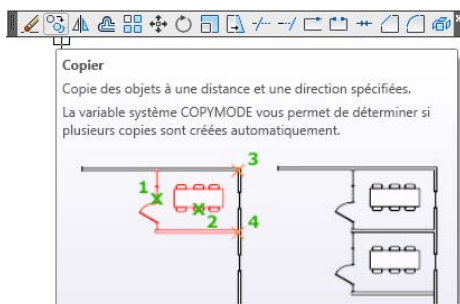 Copier
Copie des objets à une distance et une direction spécifiées.
La variable système COPYMODE vous permet de déterminer si
plusieurs copies sont créées automatiquement.
3
1
2
4